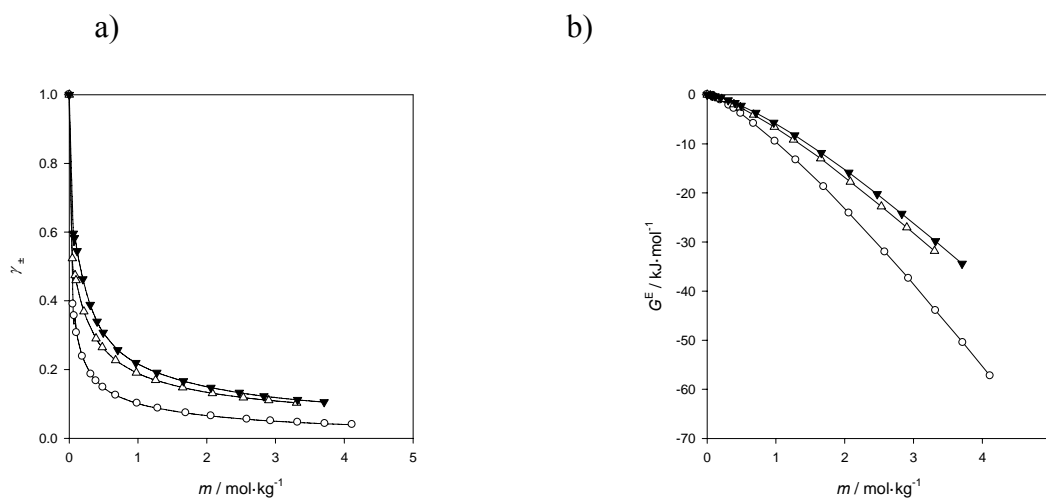 a)
b)
1.0
0.8
0.6
0.4
0.2
0.0
γ ±
0 1 2 3 4 5
m / mol·kg⁻¹
0
-10
-20
-30
-40
-50
-60
-70
Gᴱ / kJ·mol⁻¹
0 1 2 3 4
m / mol·kg⁻¹